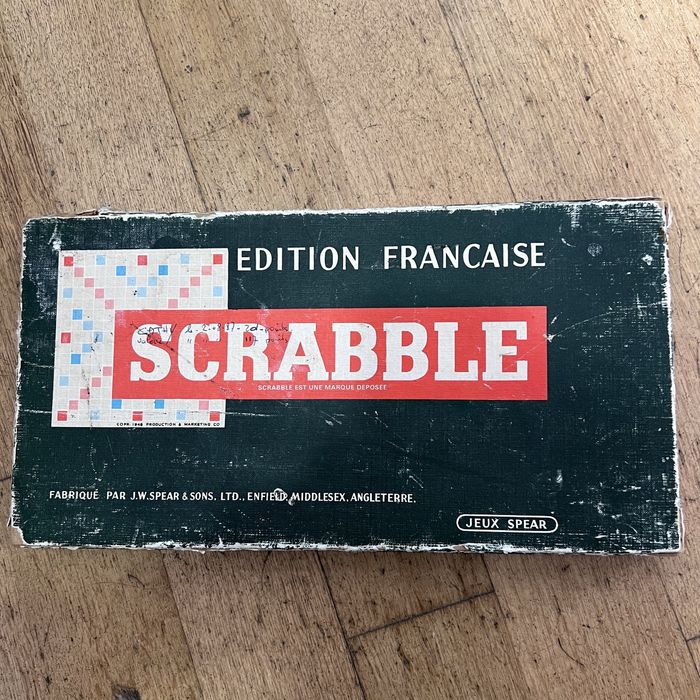 EDITION FRANCAISE
SCRABBLE
SCRABBLE EST UNE MARQUE DEPOSEE
COPR. 1948 PRODUCTION & MARKETING CO
FABRIQUÉ PAR J.W. SPEAR & SONS. LTD., ENFIELD, MIDDLESEX, ANGLETERRE.
JEUX SPEAR